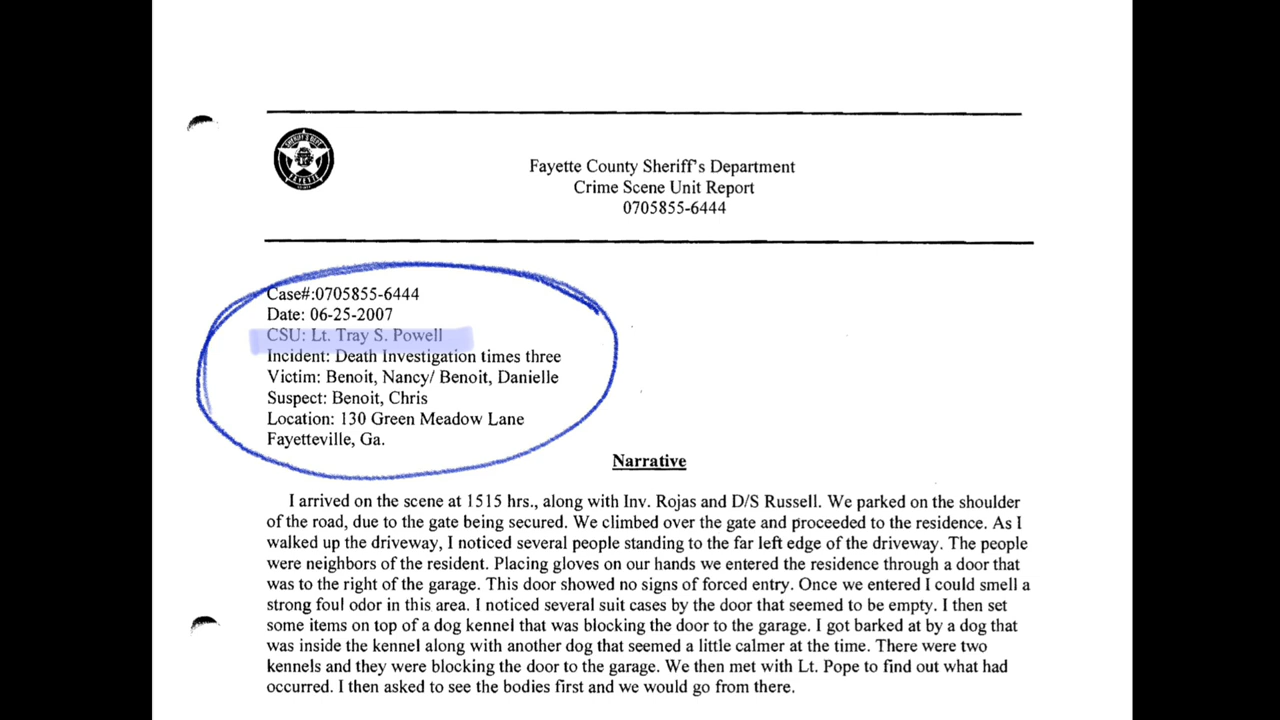 Fayette County Sheriff's Department
Crime Scene Unit Report
0705855-6444
Case#:0705855-6444
Date: 06-25-2007
CSU: Lt. Tray S. Powell
Incident: Death Investigation times three
Victim: Benoit, Nancy/ Benoit, Danielle
Suspect: Benoit, Chris
Location: 130 Green Meadow Lane
Fayetteville, Ga.
Narrative
I arrived on the scene at 1515 hrs., along with Inv. Rojas and D/S Russell. We parked on the shoulder
of the road, due to the gate being secured. We climbed over the gate and proceeded to the residence. As I
walked up the driveway, I noticed several people standing to the far left edge of the driveway. The people
were neighbors of the resident. Placing gloves on our hands we entered the residence through a door that
was to the right of the garage. This door showed no signs of forced entry. Once we entered I could smell a
strong foul odor in this area. I noticed several suit cases by the door that seemed to be empty. I then set
some items on top of a dog kennel that was blocking the door to the garage. I got barked at by a dog that
was inside the kennel along with another dog that seemed a little calmer at the time. There were two
kennels and they were blocking the door to the garage. We then met with Lt. Pope to find out what had
occurred. I then asked to see the bodies first and we would go from there.